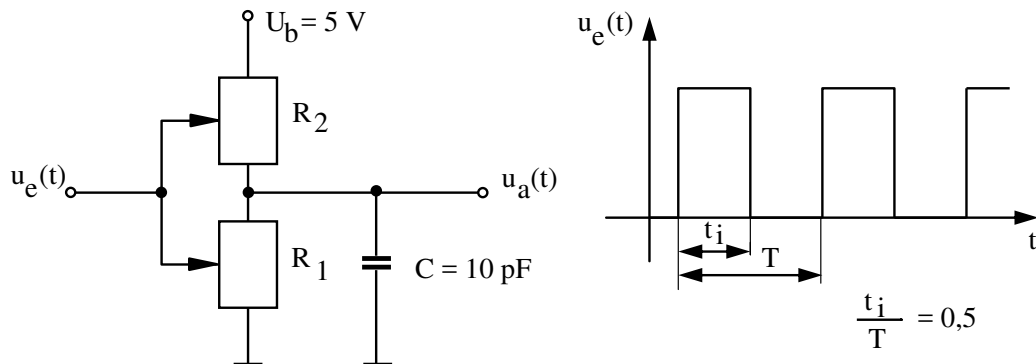 U_b = 5 V
R_2
u_e(t)
u_a(t)
R_1
C = 10 pF
u_e(t)
t_i
t
T
t_i/T = 0,5